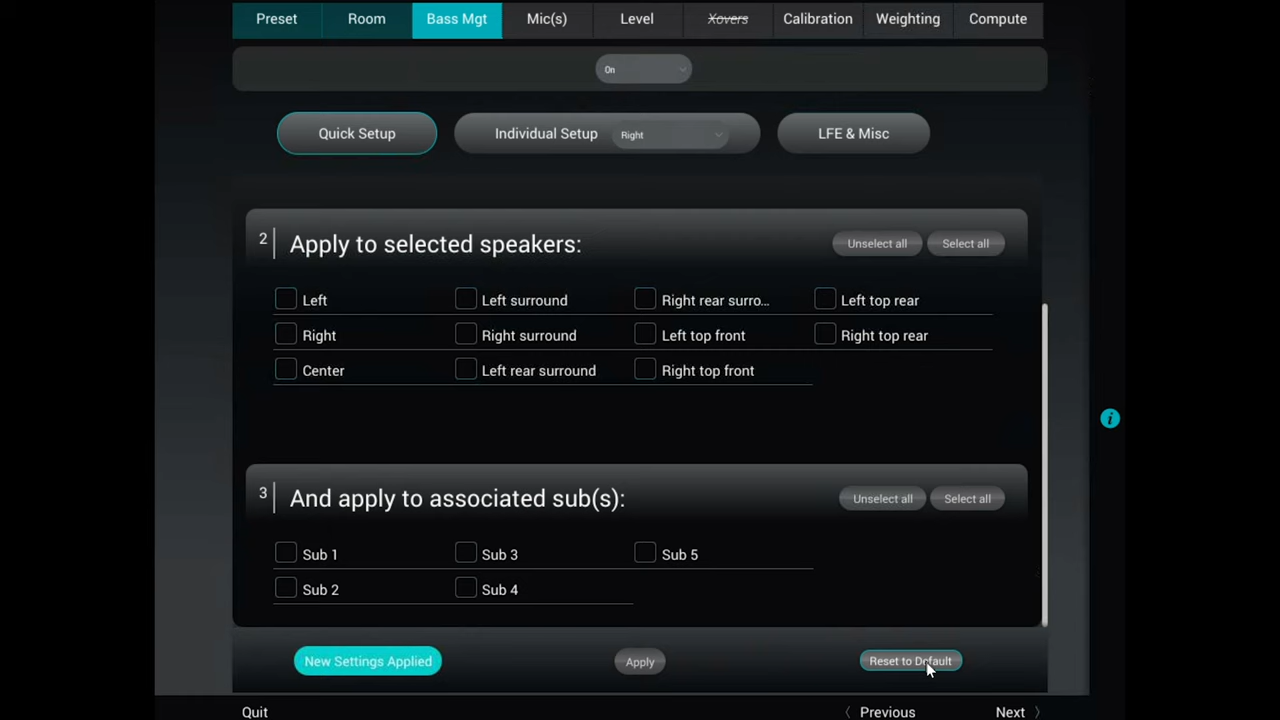 Preset Room Bass Mgt Mic(s) Level Xovers Calibration Weighting Compute
On
Quick Setup Individual Setup Right LFE & Misc
2 Apply to selected speakers: Unselect all Select all
Left Left surround Right rear surro... Left top rear
Right Right surround Left top front Right top rear
Center Left rear surround Right top front
3 And apply to associated sub(s): Unselect all Select all
Sub 1 Sub 3 Sub 5
Sub 2 Sub 4
New Settings Applied Apply Reset to Default
Quit Previous Next